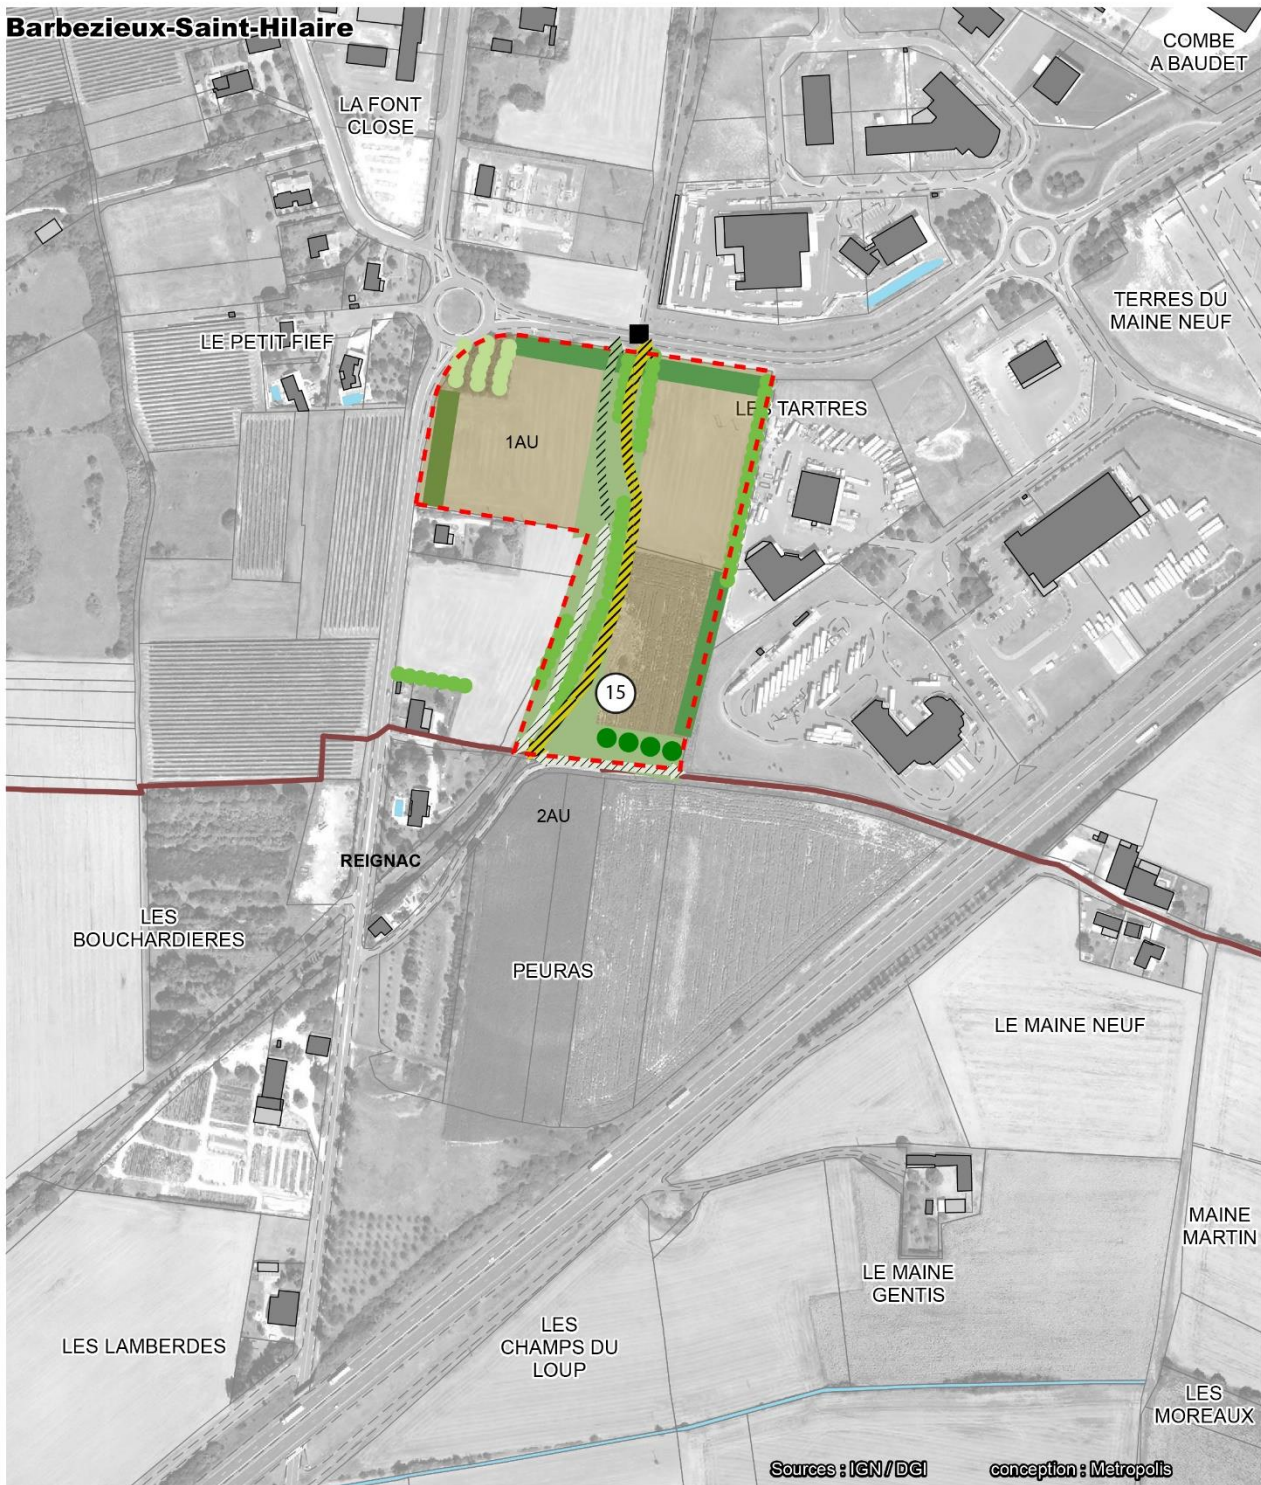 Barbezieux-Saint-Hilaire
COMBE
A BAUDET
LA FONT
CLOSE
TERRES DU
MAINE NEUF
LE PETIT FIEF
LES TARTRES
1AU
15
2AU
REIGNAC
LES
BOUCHARDIERES
PEURAS
LE MAINE NEUF
MAINE
MARTIN
LE MAINE
GENTIS
LES
CHAMPS DU
LOUP
LES LAMBERDES
LES
MOREAUX
Sources : IGN / DGI
conception : Metropolis